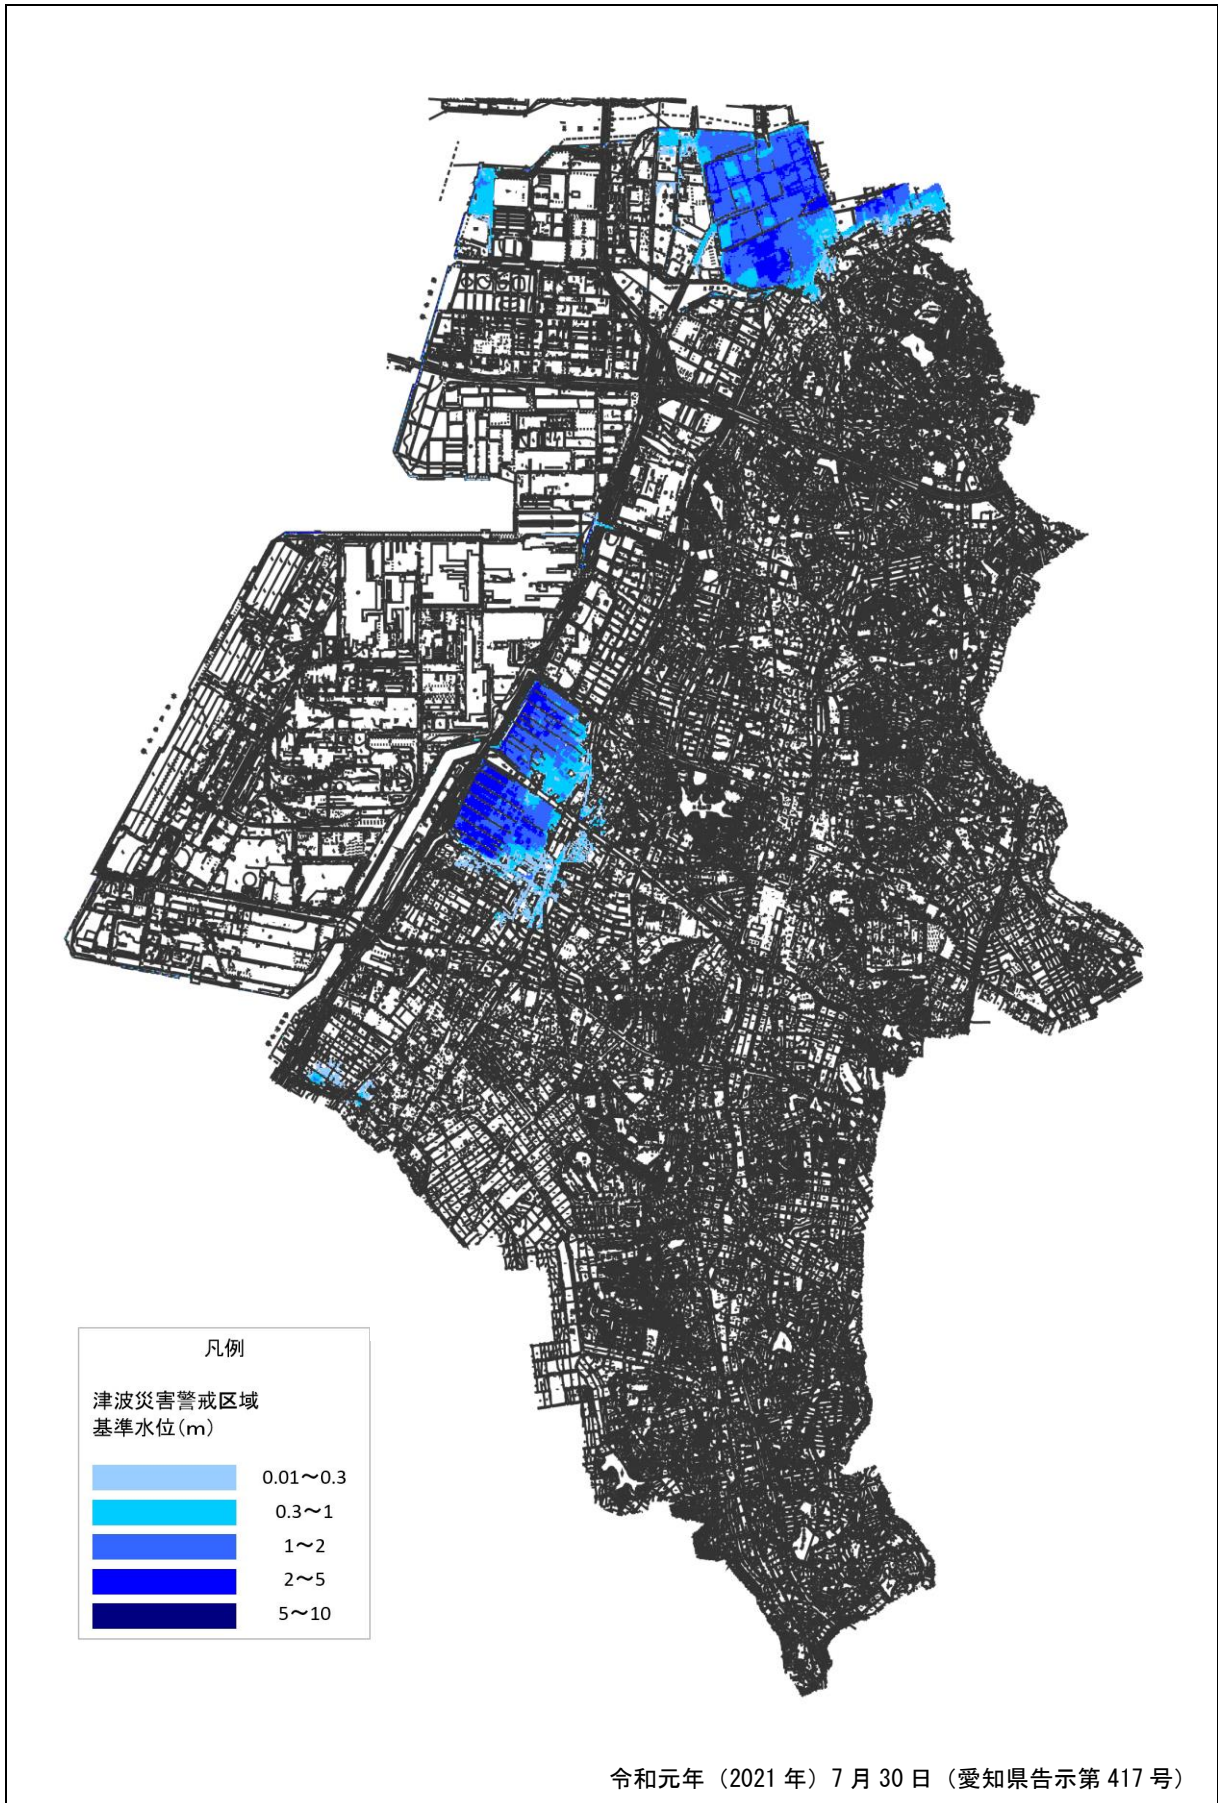 凡例
津波災害警戒区域
基準水位(m)
0.01～0.3
0.3～1
1～2
2～5
5～10
令和元年（2021年）7月30日（愛知県告示第417号）